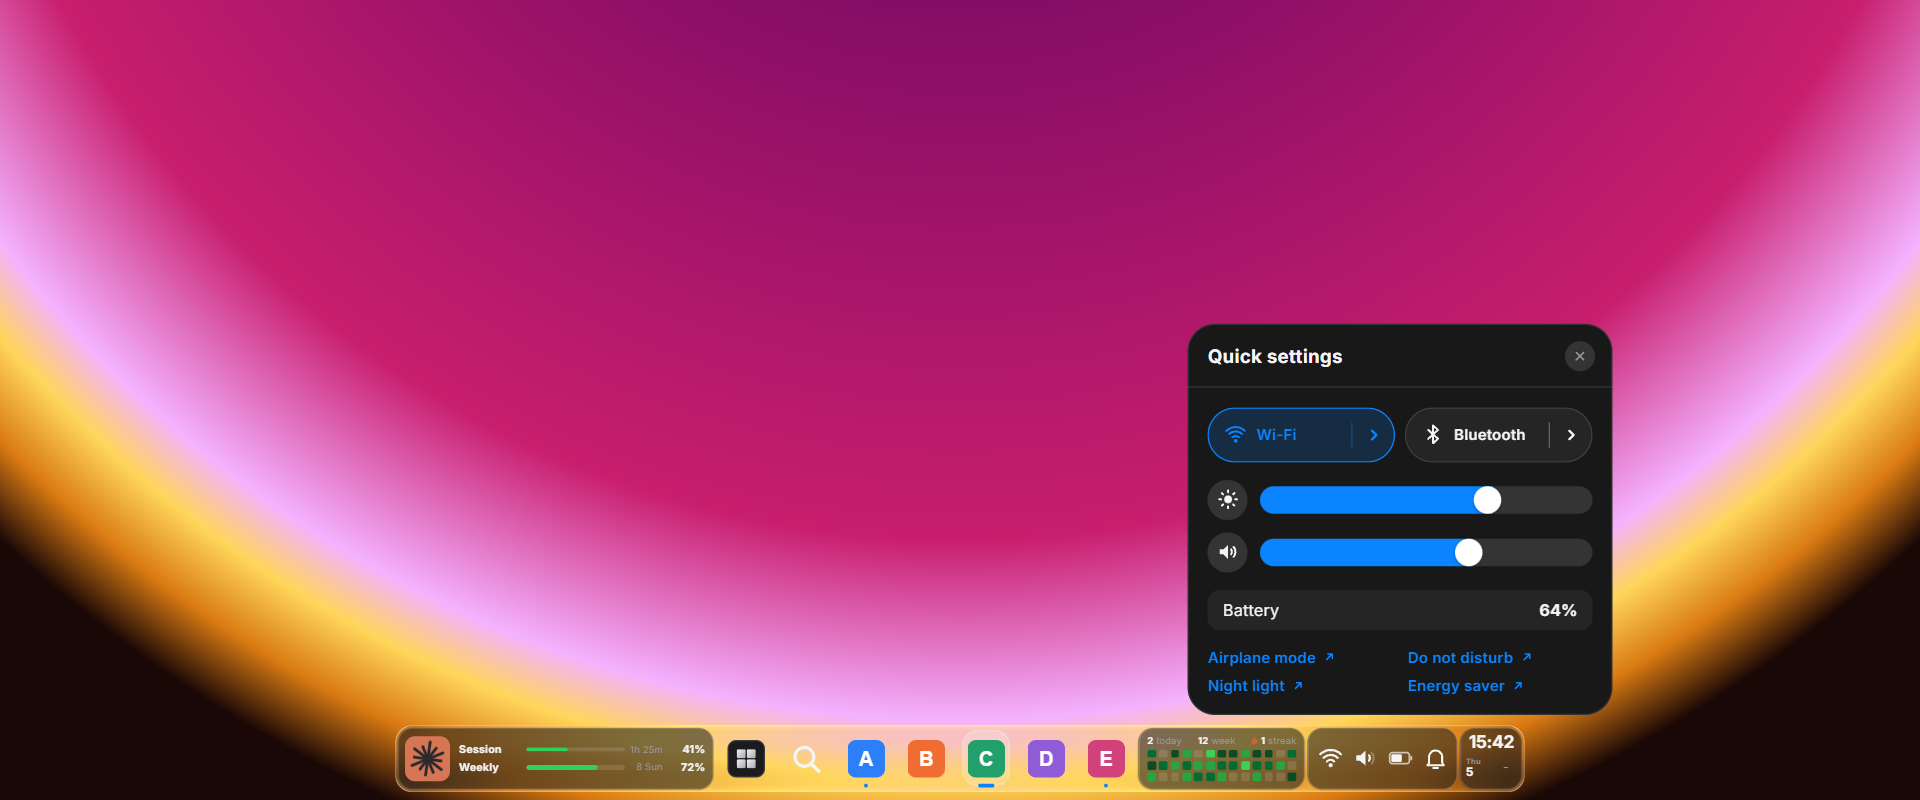 Quick settings
Wi-Fi
Bluetooth
Battery 64%
Airplane mode
Do not disturb
Night light
Energy saver
Session 1h 25m 41%
Weekly 8 Sun 72%
A
B
C
D
E
2 today 12 week 1 streak
15:42
Thu
5